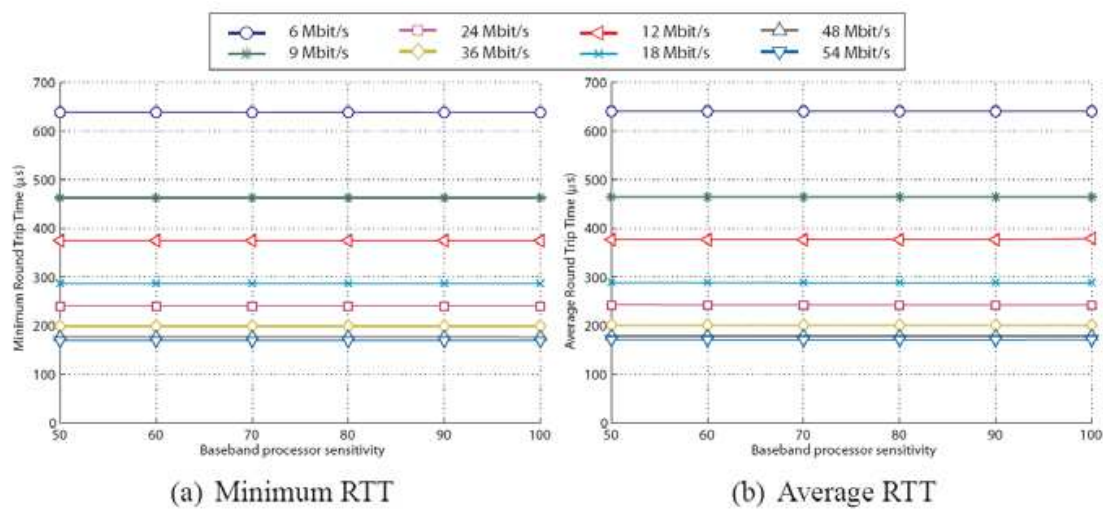 6 Mbit/s 24 Mbit/s 12 Mbit/s 48 Mbit/s
9 Mbit/s 36 Mbit/s 18 Mbit/s 54 Mbit/s
Minimum Round Trip Time (µs)
700
600
500
400
300
200
100
0
50 60 70 80 90 100
Baseband processor sensitivity
(a) Minimum RTT
Average Round Trip Time (µs)
700
600
500
400
300
200
100
0
50 60 70 80 90 100
Baseband processor sensitivity
(b) Average RTT